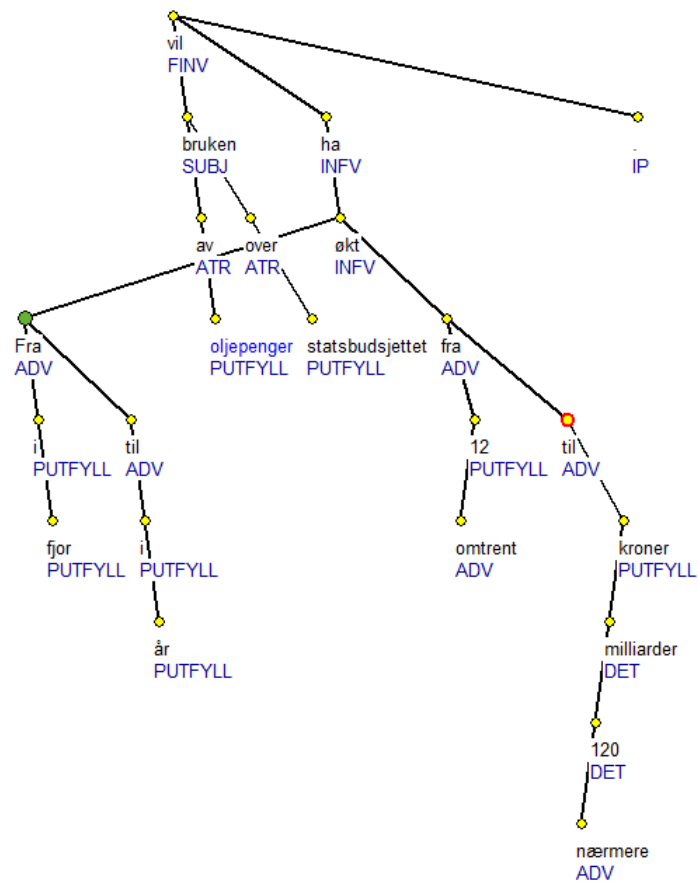 vil
FINV
bruken ha .
SUBJ INFV IP
av over økt
ATR ATR INFV
Fra oljepenger statsbudsjettet fra
ADV PUTFYLL PUTFYLL ADV
i til 12 til
PUTFYLL ADV PUTFYLL ADV
fjor i omtrent kroner
PUTFYLL PUTFYLL ADV PUTFYLL
år milliarder
PUTFYLL DET
120
DET
nærmere
ADV